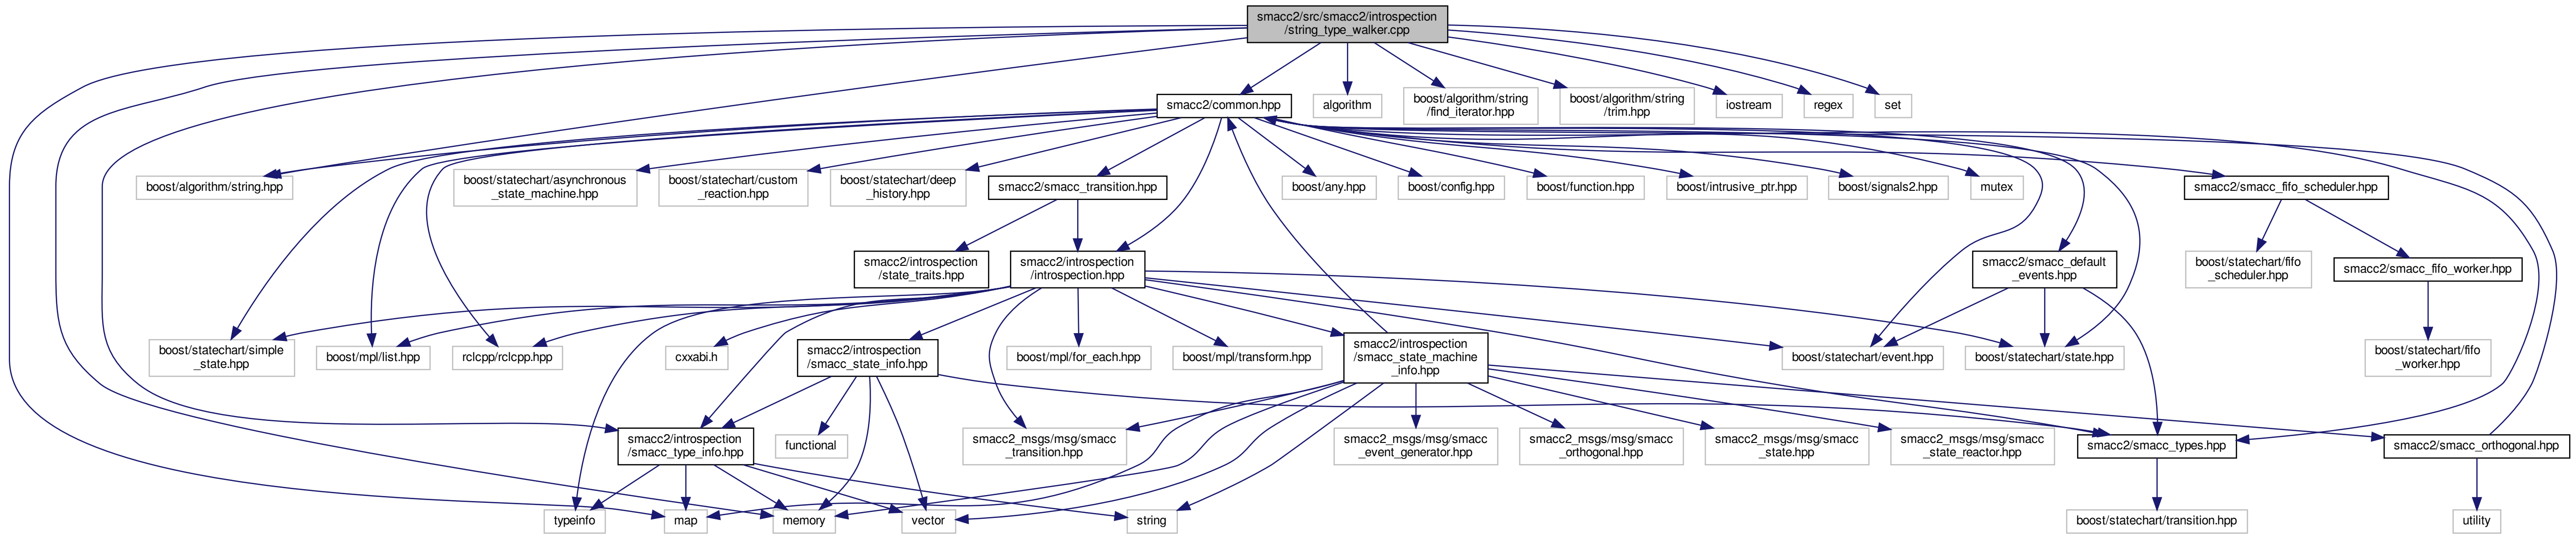 smacc2/src/smacc2/introspection
/string_type_walker.cpp
smacc2/common.hpp
algorithm
boost/algorithm/string
/find_iterator.hpp
boost/algorithm/string
/trim.hpp
iostream
regex
set
boost/algorithm/string.hpp
boost/statechart/asynchronous
_state_machine.hpp
boost/statechart/custom
_reaction.hpp
boost/statechart/deep
_history.hpp
smacc2/smacc_transition.hpp
boost/any.hpp
boost/config.hpp
boost/function.hpp
boost/intrusive_ptr.hpp
boost/signals2.hpp
mutex
smacc2/smacc_fifo_scheduler.hpp
smacc2/introspection
/state_traits.hpp
smacc2/introspection
/introspection.hpp
smacc2/smacc_default
_events.hpp
boost/statechart/fifo
_scheduler.hpp
smacc2/smacc_fifo_worker.hpp
boost/statechart/simple
_state.hpp
boost/mpl/list.hpp
rclcpp/rclcpp.hpp
cxxabi.h
smacc2/introspection
/smacc_state_info.hpp
boost/mpl/for_each.hpp
boost/mpl/transform.hpp
smacc2/introspection
/smacc_state_machine
_info.hpp
boost/statechart/event.hpp
boost/statechart/state.hpp
boost/statechart/fifo
_worker.hpp
smacc2/introspection
/smacc_type_info.hpp
functional
smacc2_msgs/msg/smacc
_transition.hpp
smacc2_msgs/msg/smacc
_event_generator.hpp
smacc2_msgs/msg/smacc
_orthogonal.hpp
smacc2_msgs/msg/smacc
_state.hpp
smacc2_msgs/msg/smacc
_state_reactor.hpp
smacc2/smacc_types.hpp
smacc2/smacc_orthogonal.hpp
typeinfo
map
memory
vector
string
boost/statechart/transition.hpp
utility